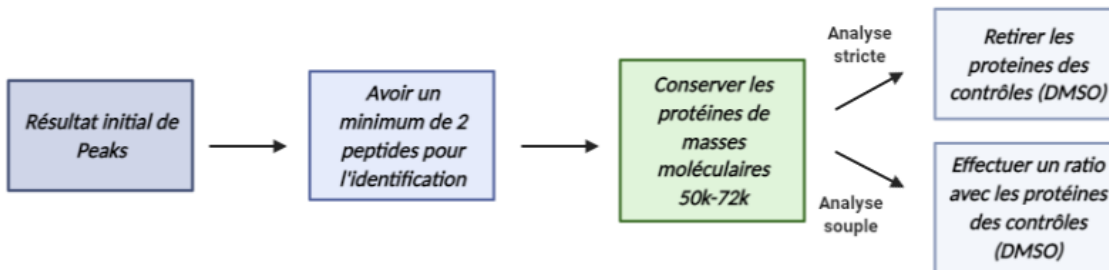 Résultat initial de
Peaks
Avoir un
minimum de 2
peptides pour
l'identification
Conserver les
protéines de
masses
moléculaires
50k-72k
Analyse
stricte
Retirer les
proteines des
contrôles (DMSO)
Analyse
souple
Effectuer un ratio
avec les protéines
des contrôles
(DMSO)